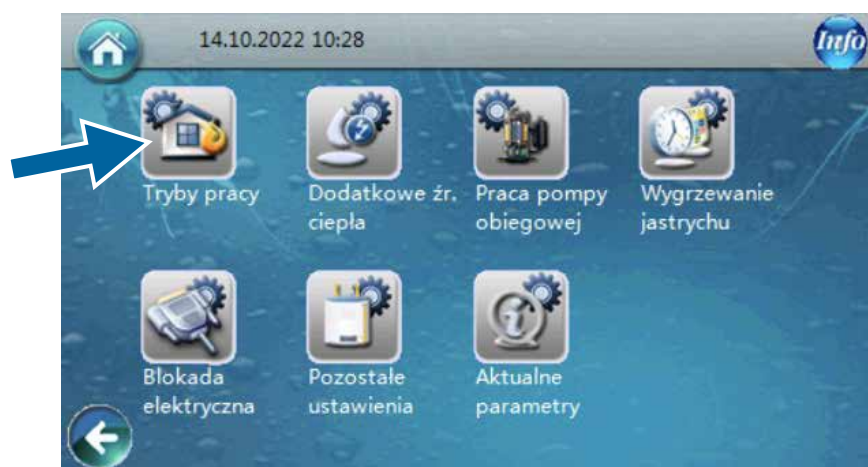 14.10.2022 10:28
Info
Tryby pracy
Dodatkowe źr.
ciepła
Praca pompy
obiegowej
Wygrzewanie
jastrychu
Blokada
elektryczna
Pozostałe
ustawienia
Aktualne
parametry